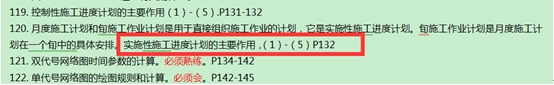 119. 控制性施工进度计划的主要作用（1）-（5）.P131-132
120. 月度施工计划和旬施工作业计划是用于直接组织施工作业的计划，它是实施性施工进度计划。旬施工作业计划是月度施工计
划在一个旬中的具体安排。实施性施工进度计划的主要作用，（1）-（5）P132
121. 双代号网络图时间参数的计算。必须熟练。P134-142
122. 单代号网络图的绘图规则和计算。必须会。P142-145